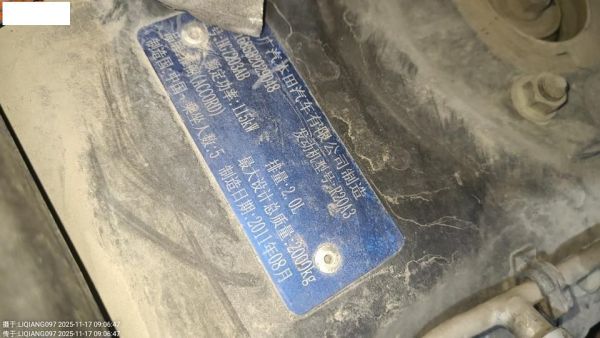 广汽本田汽车有限公司制造
发动机型号:R20A3
额定功率:115kW 排量:2.0L
(ACCORD) 最大设计总质量:2000kg
制造国:中国 乘坐人数:5 制造日期:2011年08月
摄于:LIQIANG097 2025-11-17 09:06:47
传于:LIQIANG097 2025-11-17 09:06:47